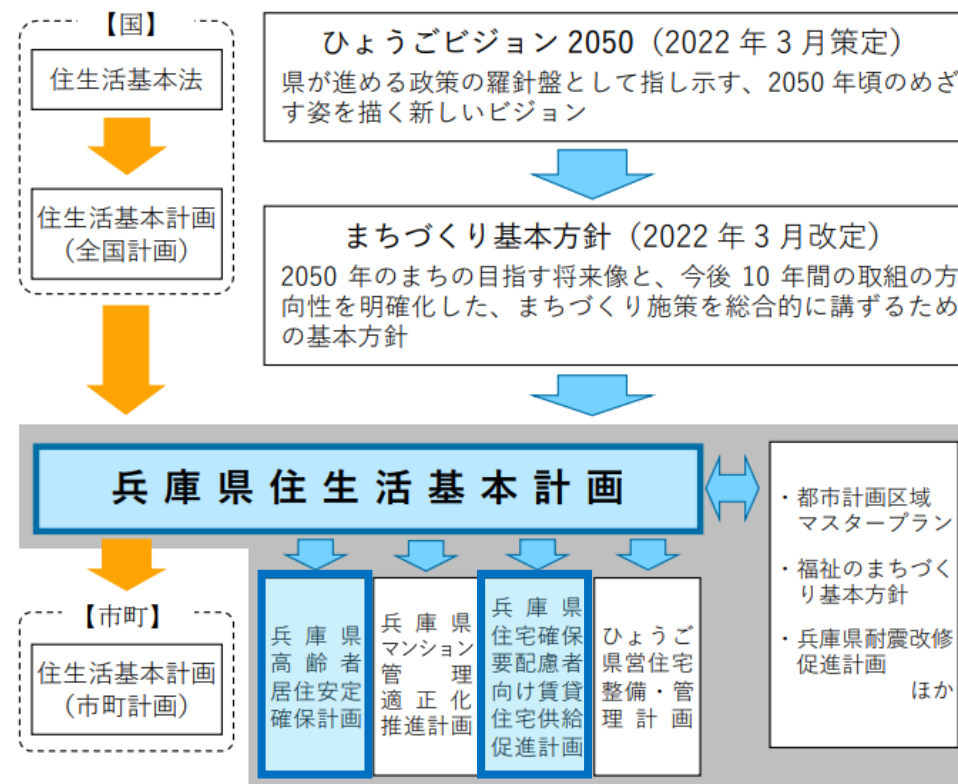 【国】
住生活基本法
住生活基本計画
(全国計画)
ひょうごビジョン 2050（2022 年 3 月策定）
県が進める政策の羅針盤として指し示す、2050 年頃のめざ
す姿を描く新しいビジョン
まちづくり基本方針（2022 年 3 月改定）
2050 年のまちの目指す将来像と、今後 10 年間の取組の方
向性を明確化した、まちづくり施策を総合的に講ずるため
の基本方針
兵庫県住生活基本計画
・都市計画区域
マスタープラン
・福祉のまちづく
り基本方針
・兵庫県耐震改修
促進計画
ほか
【市町】
住生活基本計画
(市町計画)
兵庫県
高齢者
居住安定
確保計画
兵庫県
マンション
管理
適正化
推進計画
兵庫県
住宅確保
要配慮者
向け賃貸
住宅供給
促進計画
ひょうご
県営住宅
整備・管
理計画